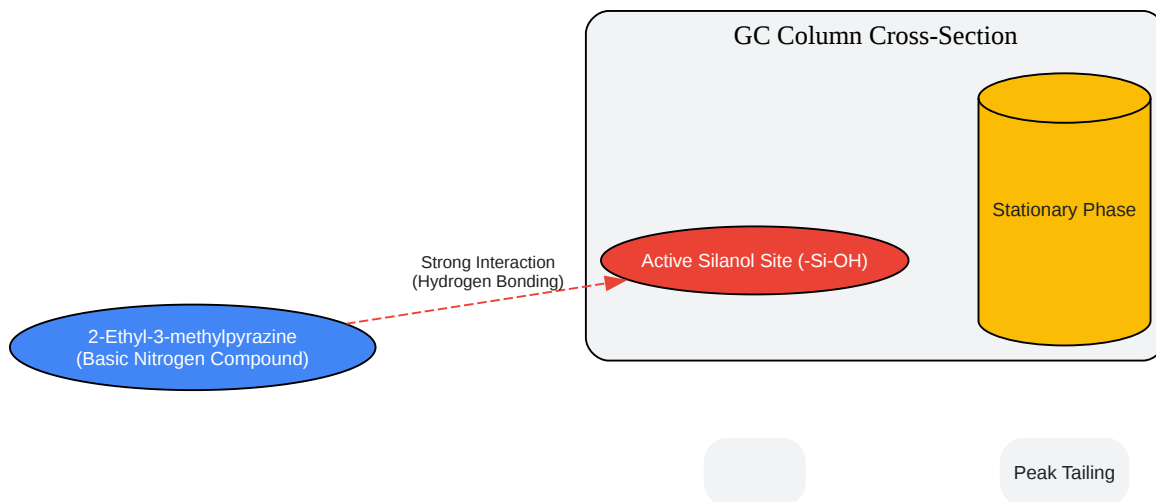 GC Column Cross-Section
Stationary Phase
Active Silanol Site (-Si-OH)
Strong Interaction
(Hydrogen Bonding)
2-Ethyl-3-methylpyrazine
(Basic Nitrogen Compound)
Peak Tailing